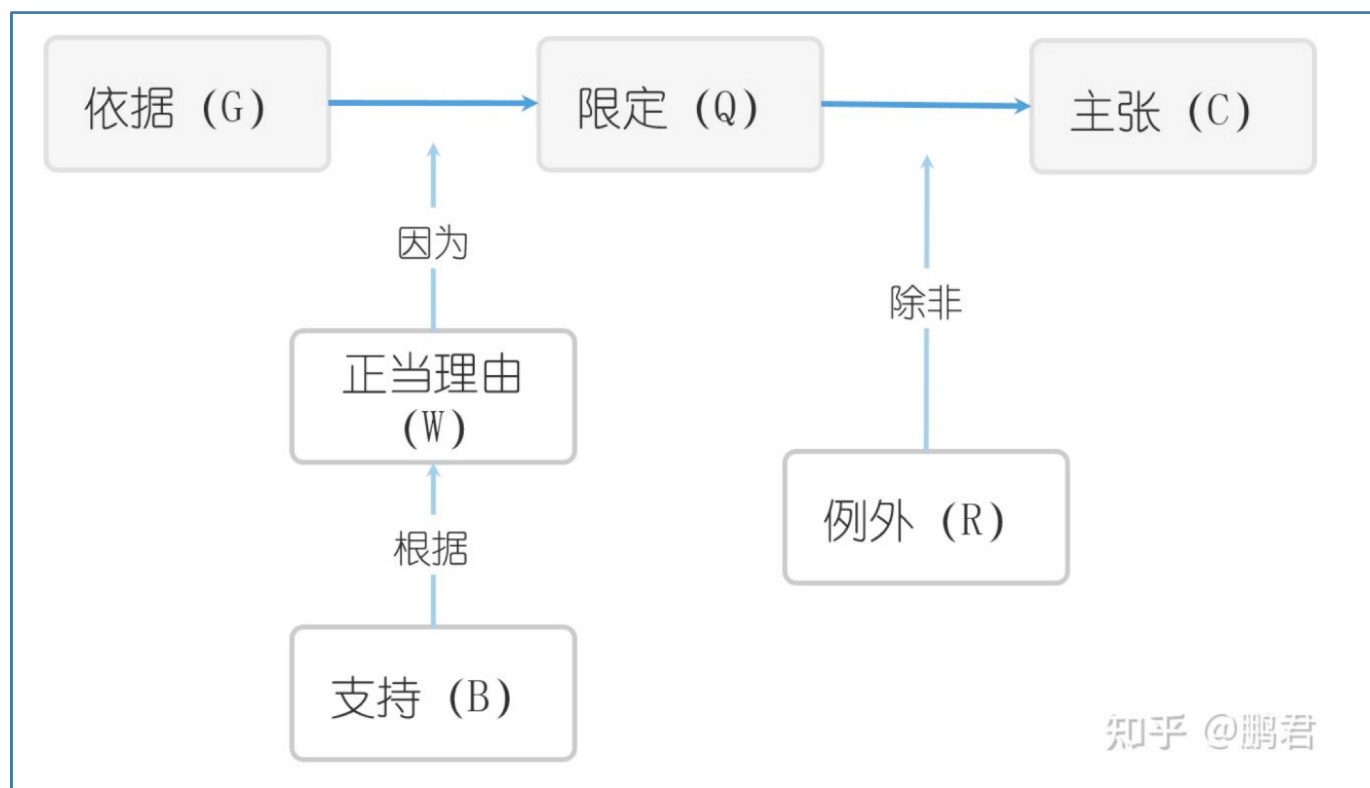 依据 (G)
限定 (Q)
主张 (C)
因为
除非
正当理由
(W)
例外 (R)
根据
支持 (B)
知乎 @鹏君